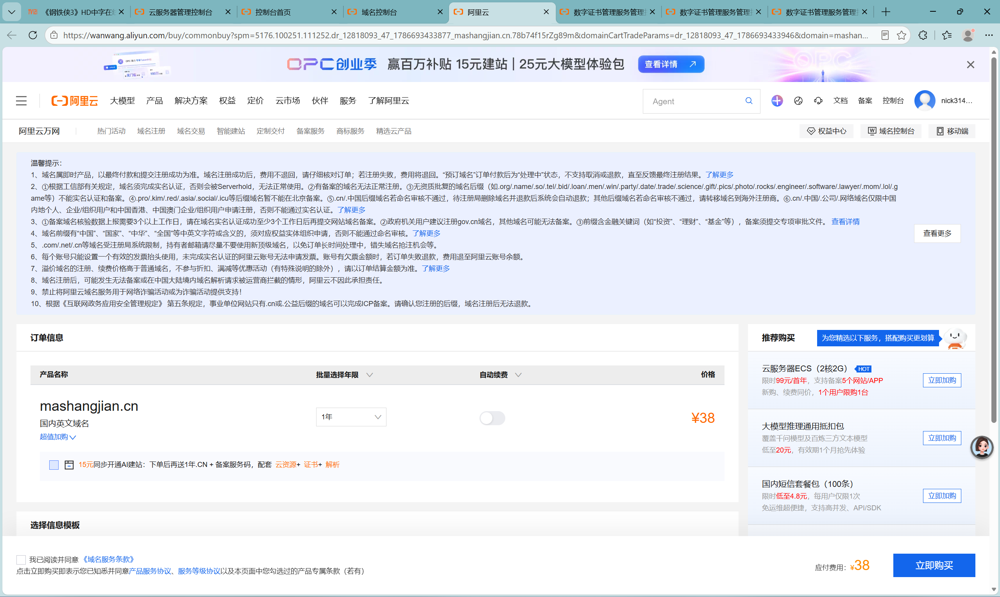 《钢铁侠3》HD中字在线
云服务器管理控制台
控制台首页
域名控制台
阿里云
数字证书管理服务管理
数字证书管理服务管理
数字证书管理服务管理
https://wanwang.aliyun.com/buy/commonbuy?spm=5176.100251.111252.dr_12818093_47_1786693433877_mashangjian.cn.78b74f15rZg89m&domainCartTradeParams=dr_12818093_47_1786693433946&domain=mashan...
OPC创业季 赢百万补贴 15元建站 | 25元大模型体验包 查看详情
阿里云 大模型 产品 解决方案 权益 定价 云市场 伙伴 服务 了解阿里云 Agent 文档 备案 控制台 nick314...
阿里云万网 热门活动 域名注册 域名交易 智能建站 定制交付 备案服务 商标服务 精选云产品 权益中心 域名控制台 移动端
温馨提示：
1、域名属即时产品，以最终付款和提交注册成功为准。域名注册成功后，费用不退回，请仔细核对订单；若注册失败，费用将退回。“预订域名”订单付款后为“处理中”状态，不支持取消或退款，直至反馈最终注册结果。了解更多
2、①根据工信部有关规定，域名须完成实名认证，否则会被Serverhold，无法正常使用。②有备案的域名无法正常注册。③无资质批复的域名后缀（如.org/.name/.so/.tel/.bid/.loan/.men/.win/.party/.date/.trade/.science/.gift/.pics/.photo/.rocks/.engineer/.software/.lawyer/.mom/.lol/.g
ame等）不能实名认证和备案。④.pro/.kim/.red/.asia/.social/.icu等后缀域名暂不能在北京备案。⑤.cn/.中国后缀域名若命名审核不通过，待注册局删除域名并退款后系统会自动退款；其他后缀域名若命名审核不通过，请转移域名到海外注册商。⑥.cn/.中国/.公司/.网络域名仅限中国
内地个人、企业/组织用户和中国香港、中国澳门企业/组织用户申请注册，否则不能通过实名认证。了解更多
3、①备案域名核验数据上报需要3个以上工作日，请在域名实名认证成功至少3个工作日后再提交网站域名备案。②政府机关用户建议注册gov.cn域名，其他域名可能无法备案。③前缀含金融关键词（如“投资”、“理财”、“基金”等），备案须提交专项审批文件。 查看详情
4、域名前缀有“中国”、“国家”、“中华”、“全国”等中英文字符或含义的，须对应权益实体组织申请，否则不能通过命名审核。了解更多
查看更多
5、.com/.net/.cn等域名受注册局系统限制，持有者邮箱请尽量不要使用新顶级域名，以免订单长时间处理中，错失域名抢注机会等。
6、每个账号只能设置一个有效的发票抬头使用，未完成实名认证的阿里云账号无法申请发票。账号有欠票金额时，若订单失败退款，费用退至阿里云账号余额。
7、溢价域名的注册、续费价格高于普通域名，不参与折扣、满减等优惠活动（有特殊说明的除外），请以订单结算金额为准。了解更多
8、域名注册后，可能发生无法备案或在中国大陆境内域名解析请求被运营商拦截的情形，阿里云不因此承担责任。
9、禁止将阿里云域名服务用于网络诈骗活动或为诈骗活动提供支持！
10、根据《互联网政务应用安全管理规定》 第五条规定，事业单位网站只有.cn或.公益后缀的域名可以完成ICP备案。请确认您注册的后缀，域名注册后无法退款。
订单信息
产品名称 批量选择年限 自动续费 价格
mashangjian.cn
国内英文域名
超值加购
1年
¥38
15元同步开通AI建站：下单后再送1年.CN + 备案服务码，配套 云资源+ 证书+ 解析
选择信息模板
推荐购买
为您精选以下服务，搭配购买更划算
云服务器ECS（2核2G） HOT
限时99元/首年，支持备案5个网站/APP
新购、续费同价，1个用户限购1台
立即加购
大模型推理通用抵扣包
覆盖千问模型及百炼三方文本模型
低至20元，有效期1个月抢先体验
立即加购
国内短信套餐包（100条）
限时低至4.8元，每用户仅限1次
免运维超便捷，支持高并发、API/SDK
立即加购
我已阅读并同意 《域名服务条款》
点击立即购买即表示您已知悉并同意产品服务协议、服务等级协议以及本页面中您勾选过的产品专属条款（若有）
应付费用：¥38
立即购买